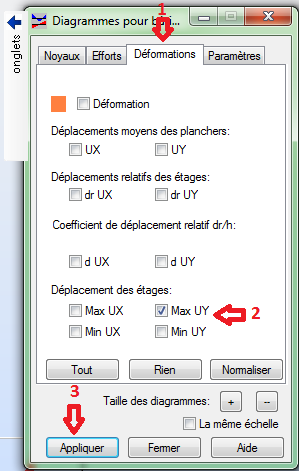 1
Diagrammes pour b
...
onglets
Noyaux Efforts Déformations Paramètres
Déformation
Déplacements moyens des planchers:
UX UY
Déplacements relatifs des étages:
dr UX dr UY
Coefficient de déplacement relatif dr/h:
d UX d UY
Déplacement des étages:
Max UX Max UY 2
Min UX Min UY
Tout Rien Normaliser
3
Taille des diagrammes: + --
La même échelle
Appliquer Fermer Aide